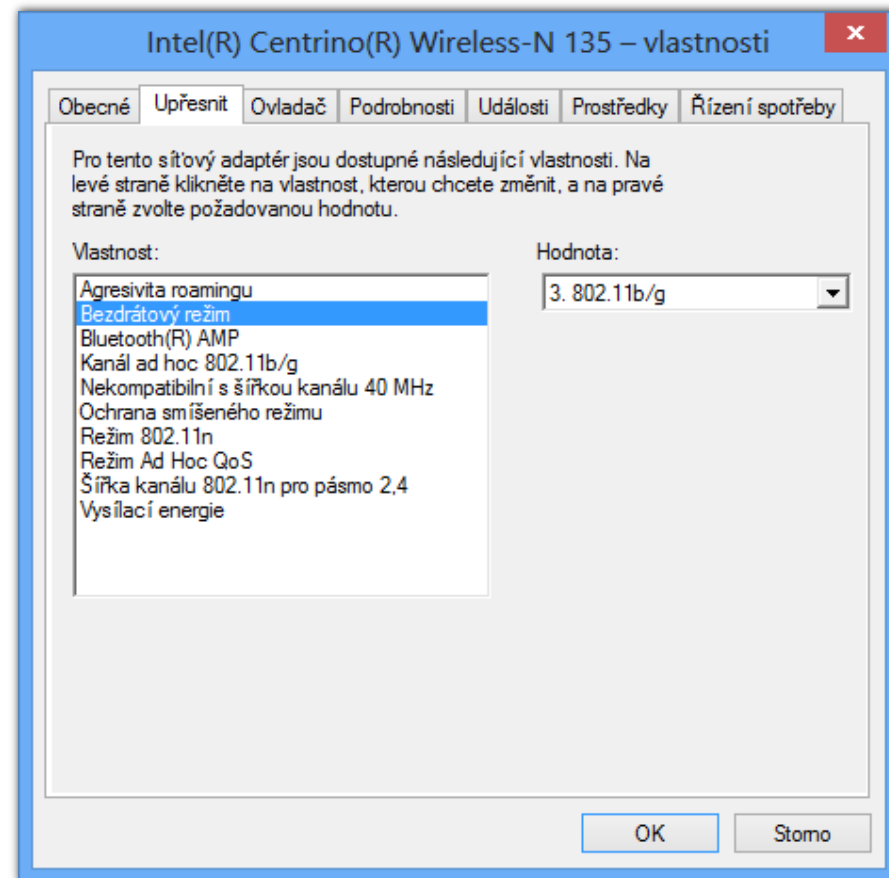 Intel(R) Centrino(R) Wireless-N 135 – vlastnosti
Obecné Upřesnit Ovladač Podrobnosti Události Prostředky Řízení spotřeby
Pro tento síťový adaptér jsou dostupné následující vlastnosti. Na
levé straně klikněte na vlastnost, kterou chcete změnit, a na pravé
straně zvolte požadovanou hodnotu.
Vlastnost:
Hodnota:
Agresivita roamingu
3. 802.11b/g
Bezdrátový režim
Bluetooth(R) AMP
Kanál ad hoc 802.11b/g
Nekompatibilní s šířkou kanálu 40 MHz
Ochrana smíšeného režimu
Režim 802.11n
Režim Ad Hoc QoS
Šířka kanálu 802.11n pro pásmo 2,4
Vysílací energie
OK
Storno